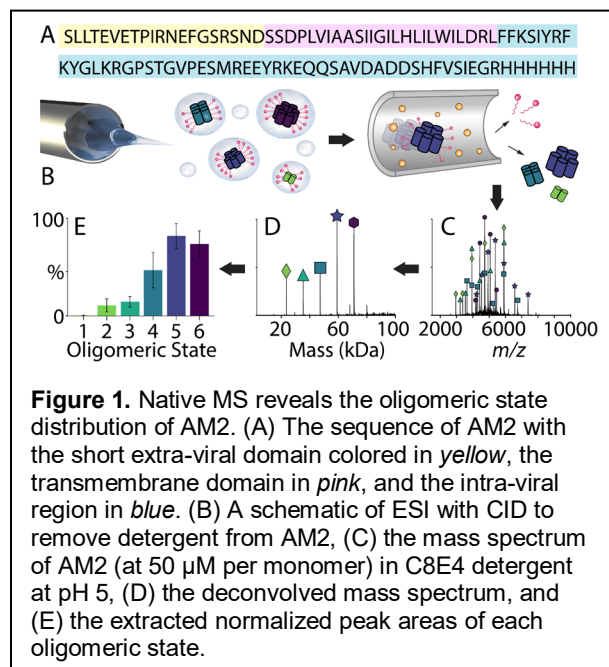 A SLLTEVETPIRNEFGSRSNDSSDPLVIAASIIGILHLILWILDRLFFKSIYRF
KYGLKRGPSTGVPESMREEYRKEQQSAVDADDSHFVSIEGRHHHHHH
B
E
100
%
0
1 2 3 4 5 6
Oligomeric State
D
20 60 100
Mass (kDa)
C
2000 6000 10000
m/z
Figure 1. Native MS reveals the oligomeric state
distribution of AM2. (A) The sequence of AM2 with
the short extra-viral domain colored in yellow, the
transmembrane domain in pink, and the intra-viral
region in blue. (B) A schematic of ESI with CID to
remove detergent from AM2, (C) the mass spectrum
of AM2 (at 50 µM per monomer) in C8E4 detergent
at pH 5, (D) the deconvolved mass spectrum, and
(E) the extracted normalized peak areas of each
oligomeric state.